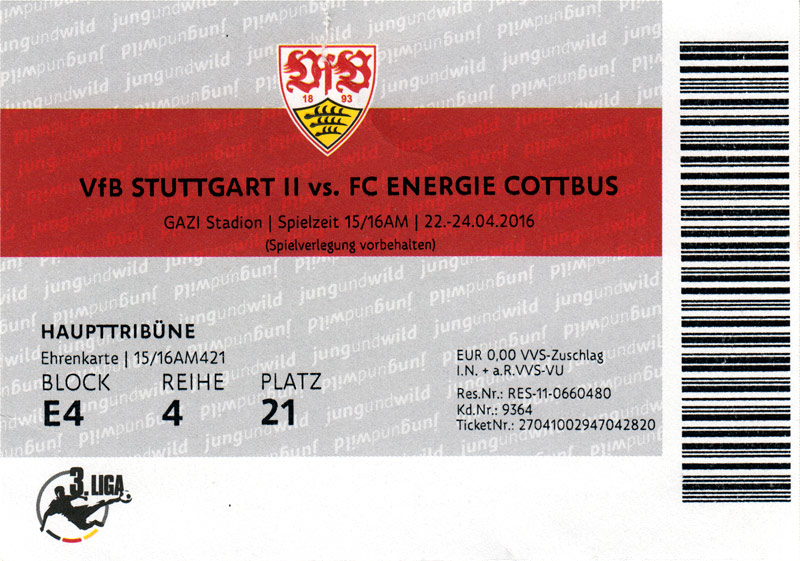 VfB
18 93
VfB STUTTGART II vs. FC ENERGIE COTTBUS
GAZI Stadion | Spielzeit 15/16AM | 22.-24.04.2016
(Spielverlegung vorbehalten)
HAUPTTRIBÜNE
Ehrenkarte | 15/16AM421
BLOCK REIHE PLATZ
E4 4 21
EUR 0,00 VVS-Zuschlag
I.N. + a.R.VVS-VU
Res.Nr.: RES-11-0660480
Kd.Nr.: 9364
TicketNr.: 27041002947042820
3. LIGA
jungundwild